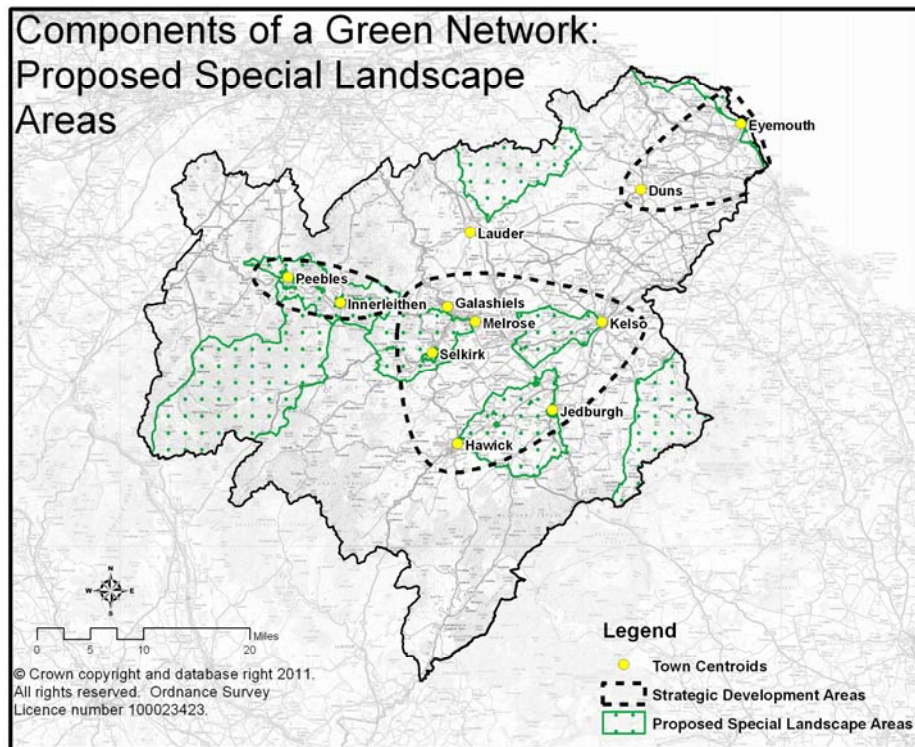 Components of a Green Network:
Proposed Special Landscape
Areas
Eyemouth
Duns
Lauder
Peebles
Innerleithen
Galashiels
Melrose
Kelso
Selkirk
Jedburgh
Hawick
N
W E
S
0 5 10 20 Miles
© Crown copyright and database right 2011.
All rights reserved. Ordnance Survey
Licence number 100023423.
Legend
Town Centroids
Strategic Development Areas
Proposed Special Landscape Areas